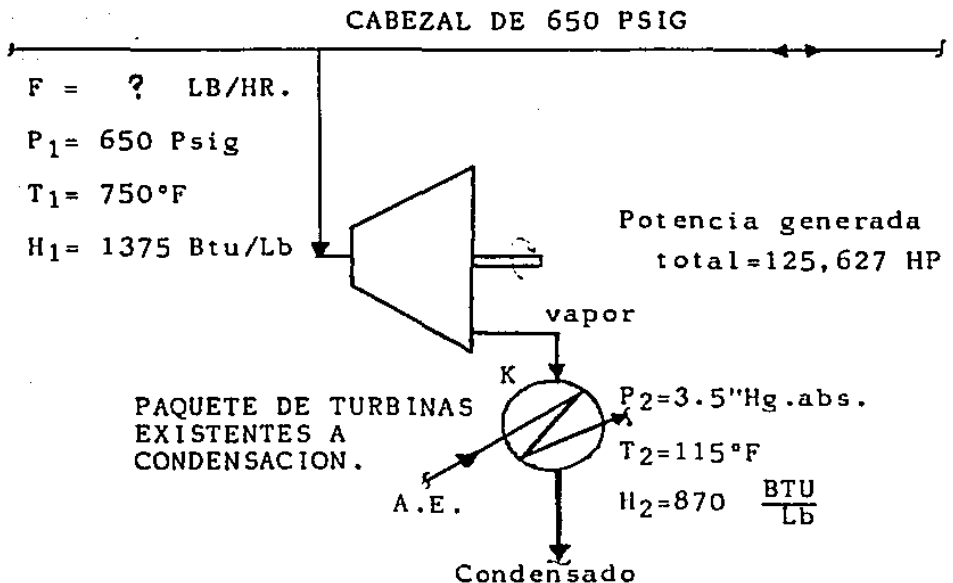 CABEZAL DE 650 PSIG
F = ? LB/HR.
P1= 650 Psig
T1= 750°F
H1= 1375 Btu/Lb
Potencia generada
total=125,627 HP
vapor
K
PAQUETE DE TURBINAS
EXISTENTES A
CONDENSACION.
A.E.
P2=3.5"Hg.abs.
T2=115°F
H2=870 BTU/Lb
Condensado